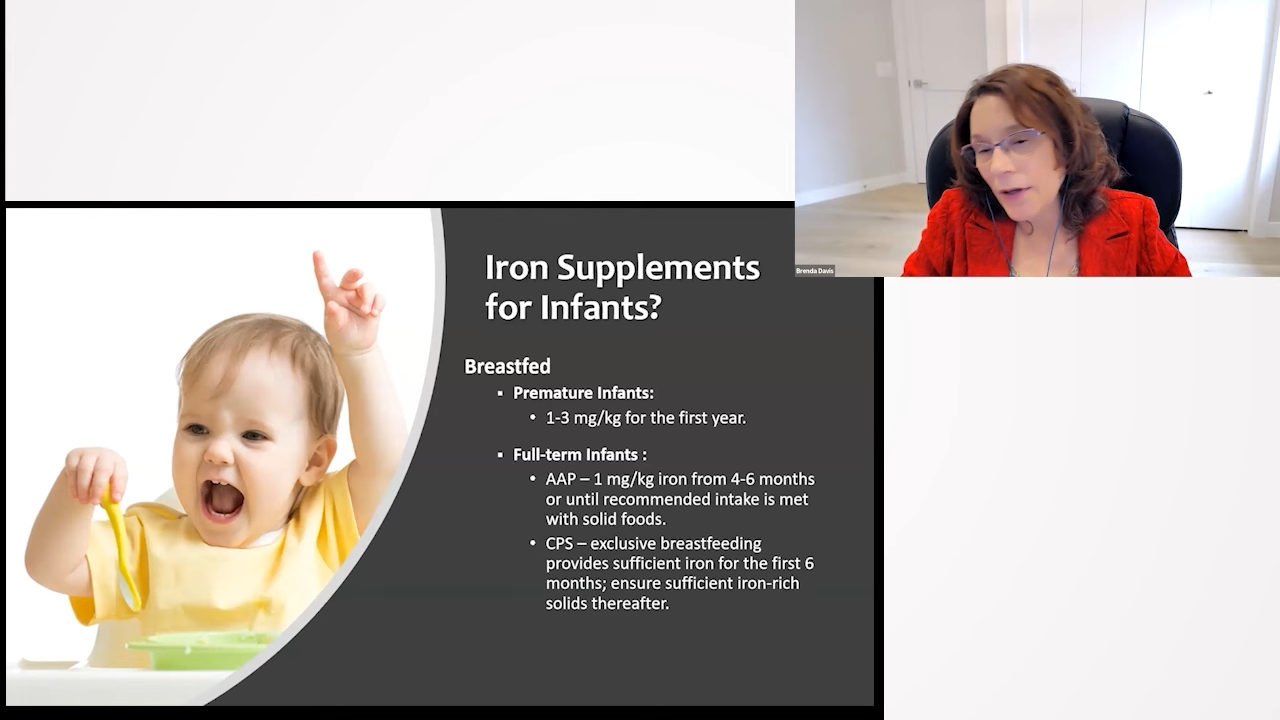 Brenda Davis
Iron Supplements
for Infants?
Breastfed
▪ Premature Infants:
• 1-3 mg/kg for the first year.
▪ Full-term Infants :
• AAP – 1 mg/kg iron from 4-6 months
or until recommended intake is met
with solid foods.
• CPS – exclusive breastfeeding
provides sufficient iron for the first 6
months; ensure sufficient iron-rich
solids thereafter.